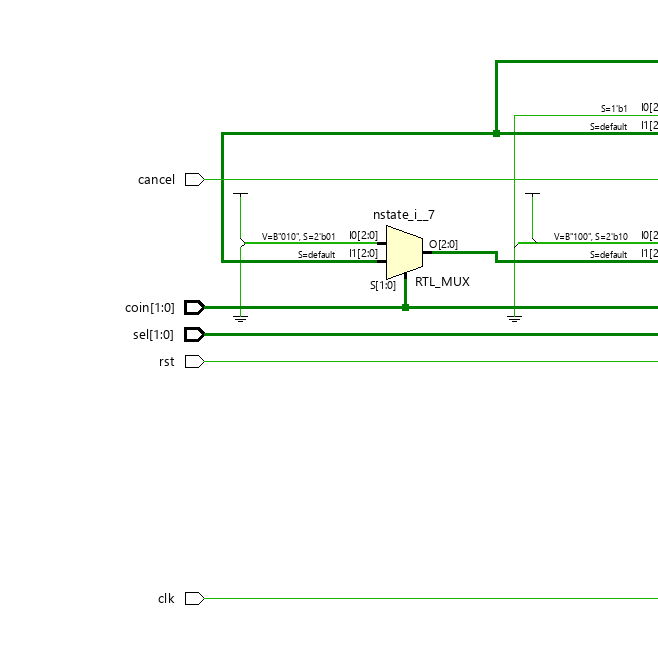 S=1'b1 I0[2
S=default I1[2
cancel
nstate_i__7
V=B"010", S=2'b01 I0[2:0] O[2:0] V=B"100", S=2'b10 I0[2
S=default I1[2:0] S=default I1[2
S[1:0] RTL_MUX
coin[1:0]
sel[1:0]
rst
clk